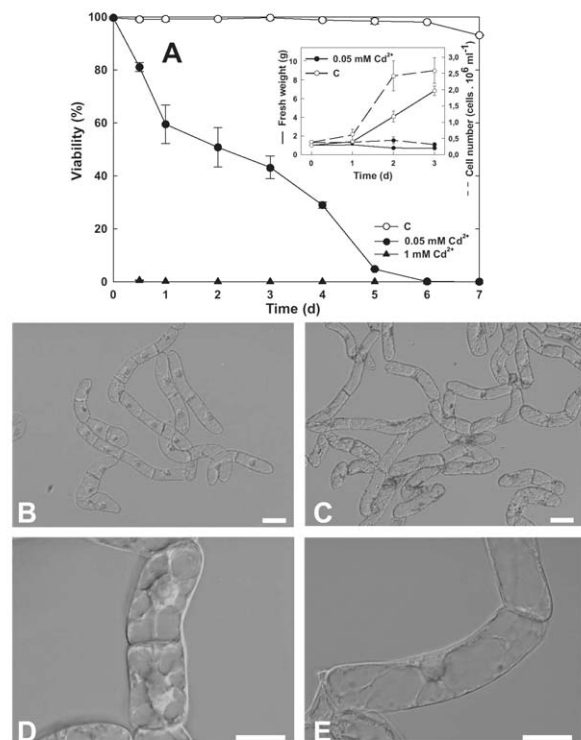 A
100
80
60
40
20
0
Viability (%)
0 1 2 3 4 5 6 7
Time (d)
C
0.05 mM Cd²⁺
1 mM Cd²⁺
0.05 mM Cd²⁺
C
Fresh weight (g)
10
8
6
4
2
0
3,0
2,5
2,0
1,5
1,0
0,5
0,0
Cell number (cells . 10⁶ ml⁻¹)
0 1 2 3
Time (d)
B
C
D
E